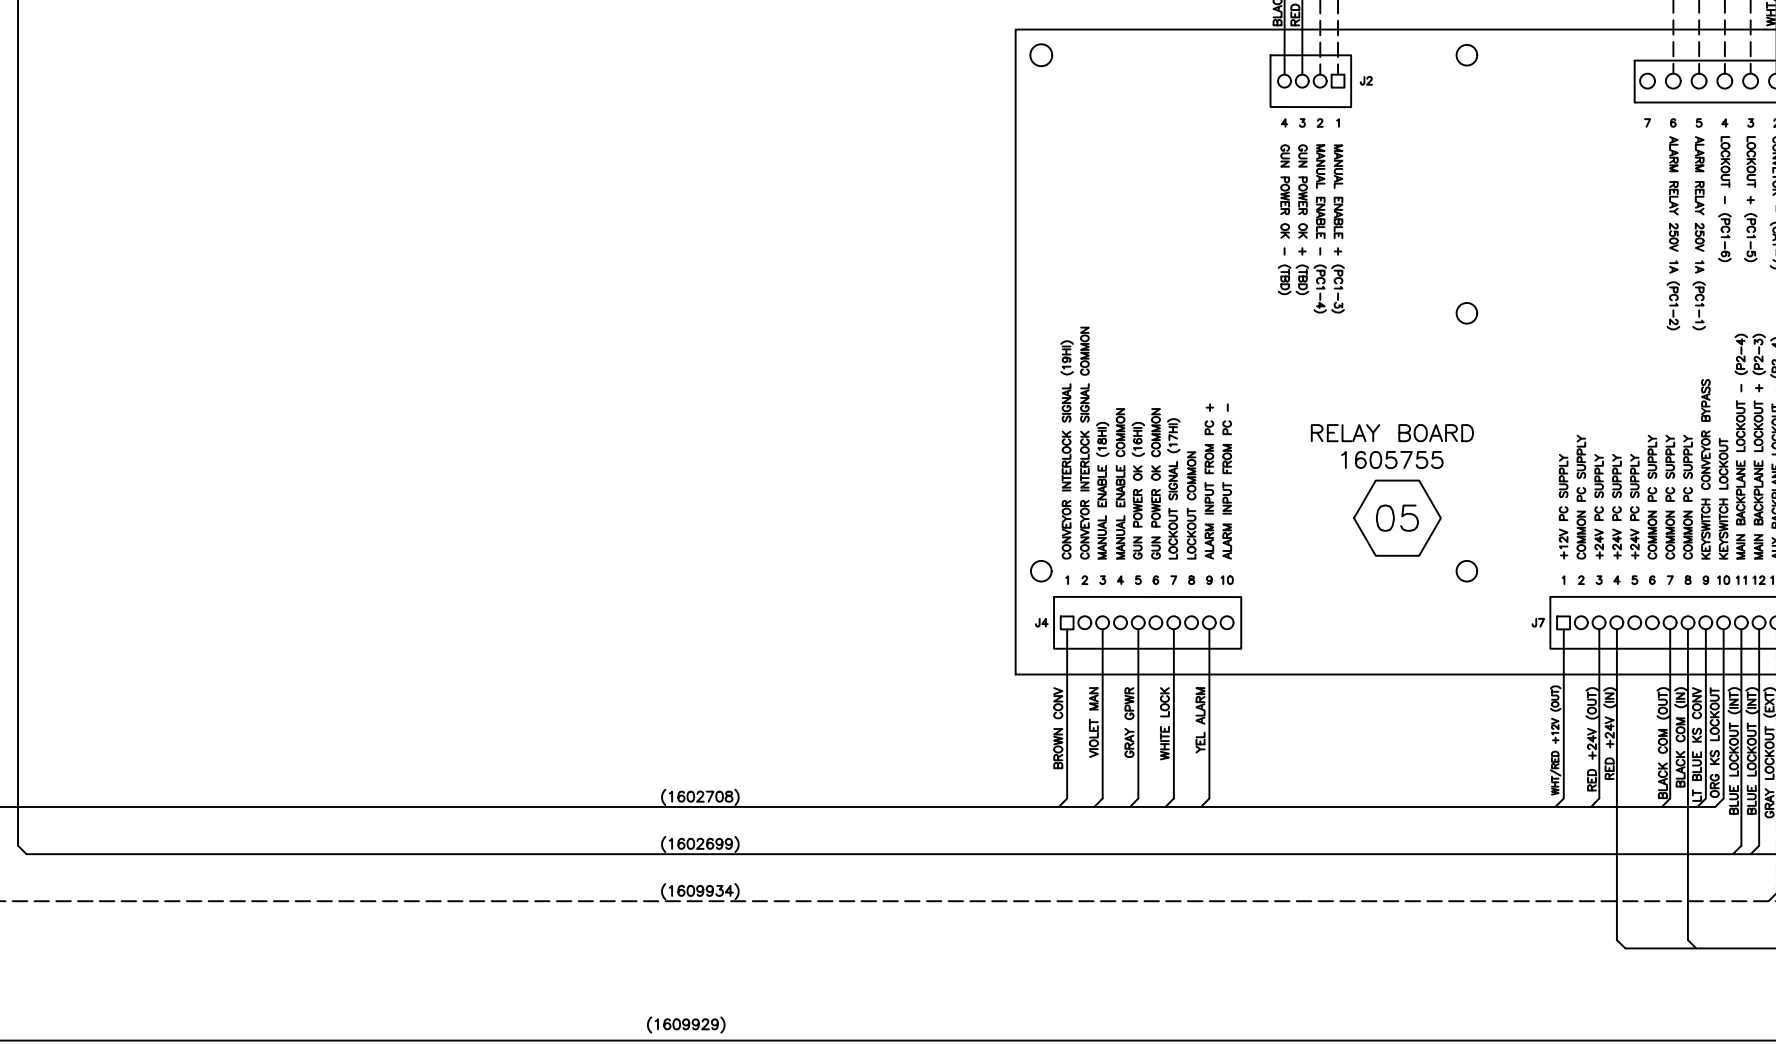 RED
J2
4 3 2 1
7 6 5 4 3
GUN POWER OK - (TBD)
GUN POWER OK + (TBD)
MANUAL ENABLE - (PC1-4)
MANUAL ENABLE + (PC1-3)
ALARM RELAY 250V 1A (PC1-2)
ALARM RELAY 250V 1A (PC1-1)
LOCKOUT - (PC1-6)
LOCKOUT + (PC1-5)
RELAY BOARD
1605755
05
CONVEYOR INTERLOCK SIGNAL (19HI)
CONVEYOR INTERLOCK SIGNAL COMMON
MANUAL ENABLE (18HI)
MANUAL ENABLE COMMON
GUN POWER OK (16HI)
GUN POWER OK COMMON
LOCKOUT SIGNAL (17HI)
LOCKOUT COMMON
ALARM INPUT FROM PC +
ALARM INPUT FROM PC -
1 2 3 4 5 6 7 8 9 10
J4
+12V PC SUPPLY
COMMON PC SUPPLY
+24V PC SUPPLY
+24V PC SUPPLY
+24V PC SUPPLY
COMMON PC SUPPLY
COMMON PC SUPPLY
COMMON PC SUPPLY
KEYSWITCH CONVEYOR BYPASS
KEYSWITCH LOCKOUT
MAIN BACKPLANE LOCKOUT - (P2-4)
MAIN BACKPLANE LOCKOUT + (P2-3)
1 2 3 4 5 6 7 8 9 10 11 12
J7
BROWN CONV
VIOLET MAN
GRAY GPWR
WHITE LOCK
YEL ALARM
WHT/RED +12V (OUT)
RED +24V (OUT)
RED +24V (IN)
BLACK COM (OUT)
BLACK COM (IN)
LT BLUE KS CONV
ORG KS LOCKOUT
BLUE LOCKOUT (INT)
BLUE LOCKOUT (INT)
GRAY LOCKOUT (EXT)
(1602708)
(1602699)
(1609934)
(1609929)